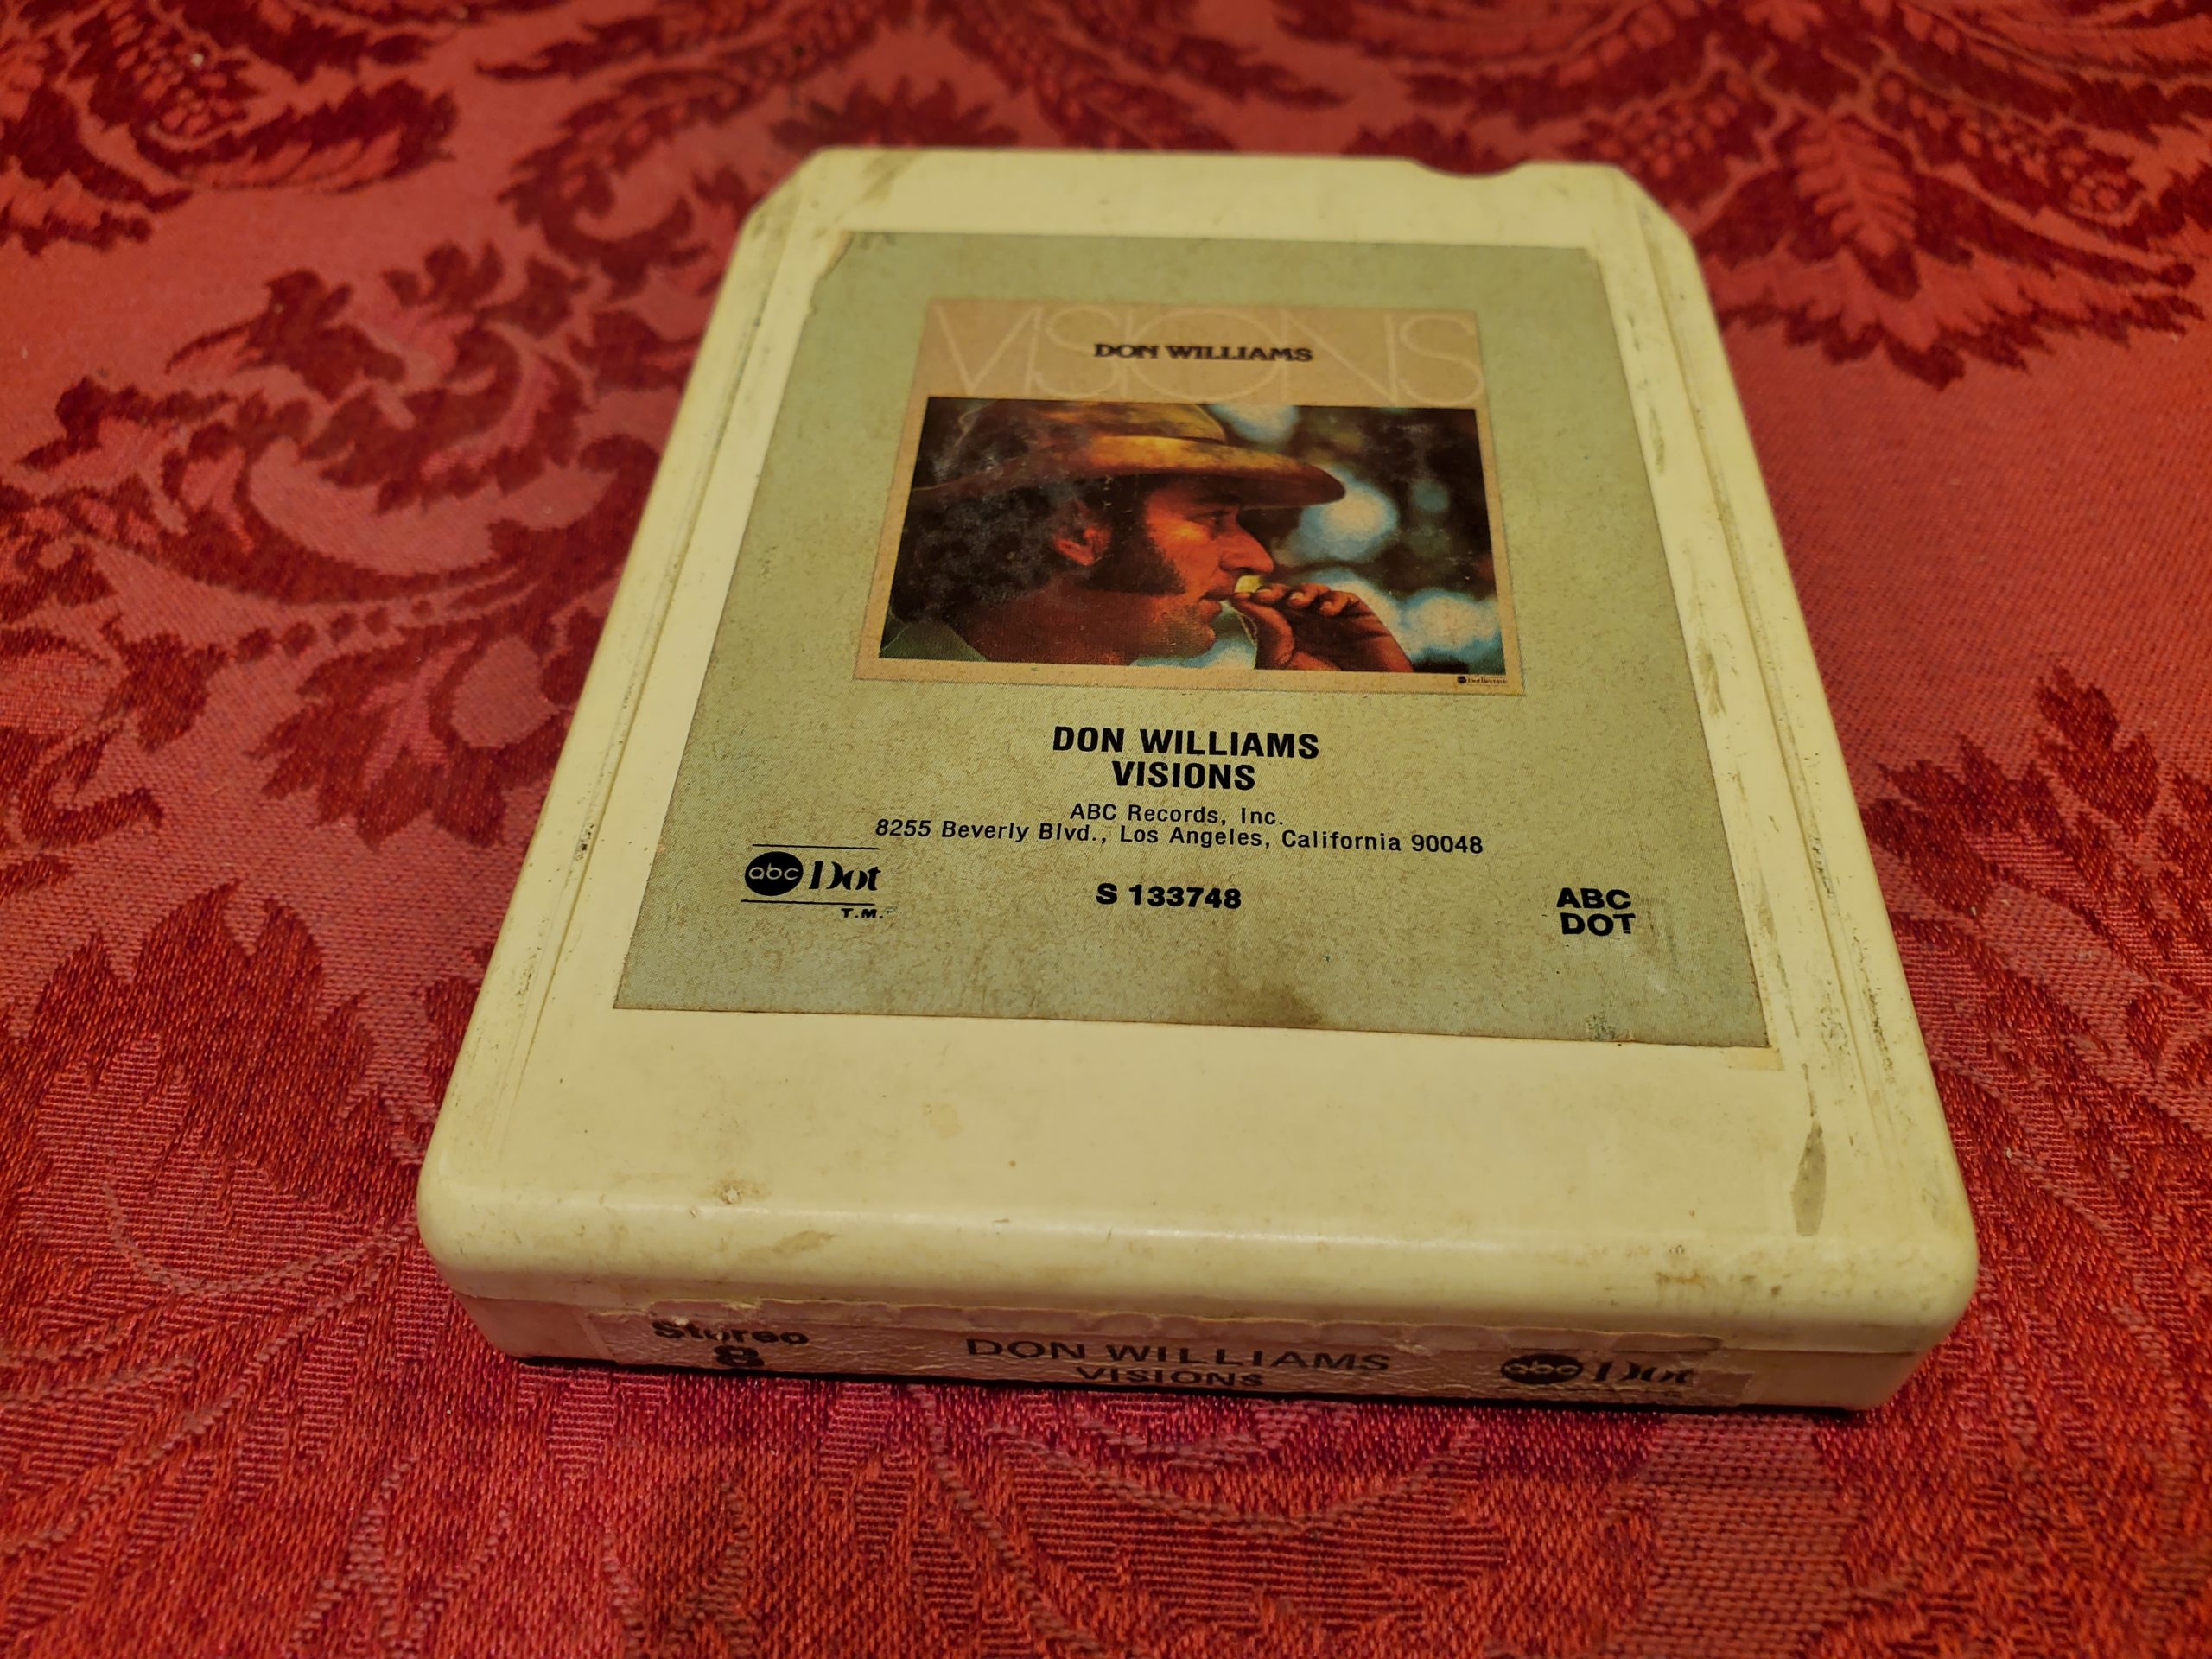 VISIONS
DON WILLIAMS
DON WILLIAMS
VISIONS
ABC Records, Inc.
8255 Beverly Blvd., Los Angeles, California 90048
abc Dot
T.M.
S 133748
ABC
DOT
Stereo
8
DON WILLIAMS
VISIONS
abc Dot